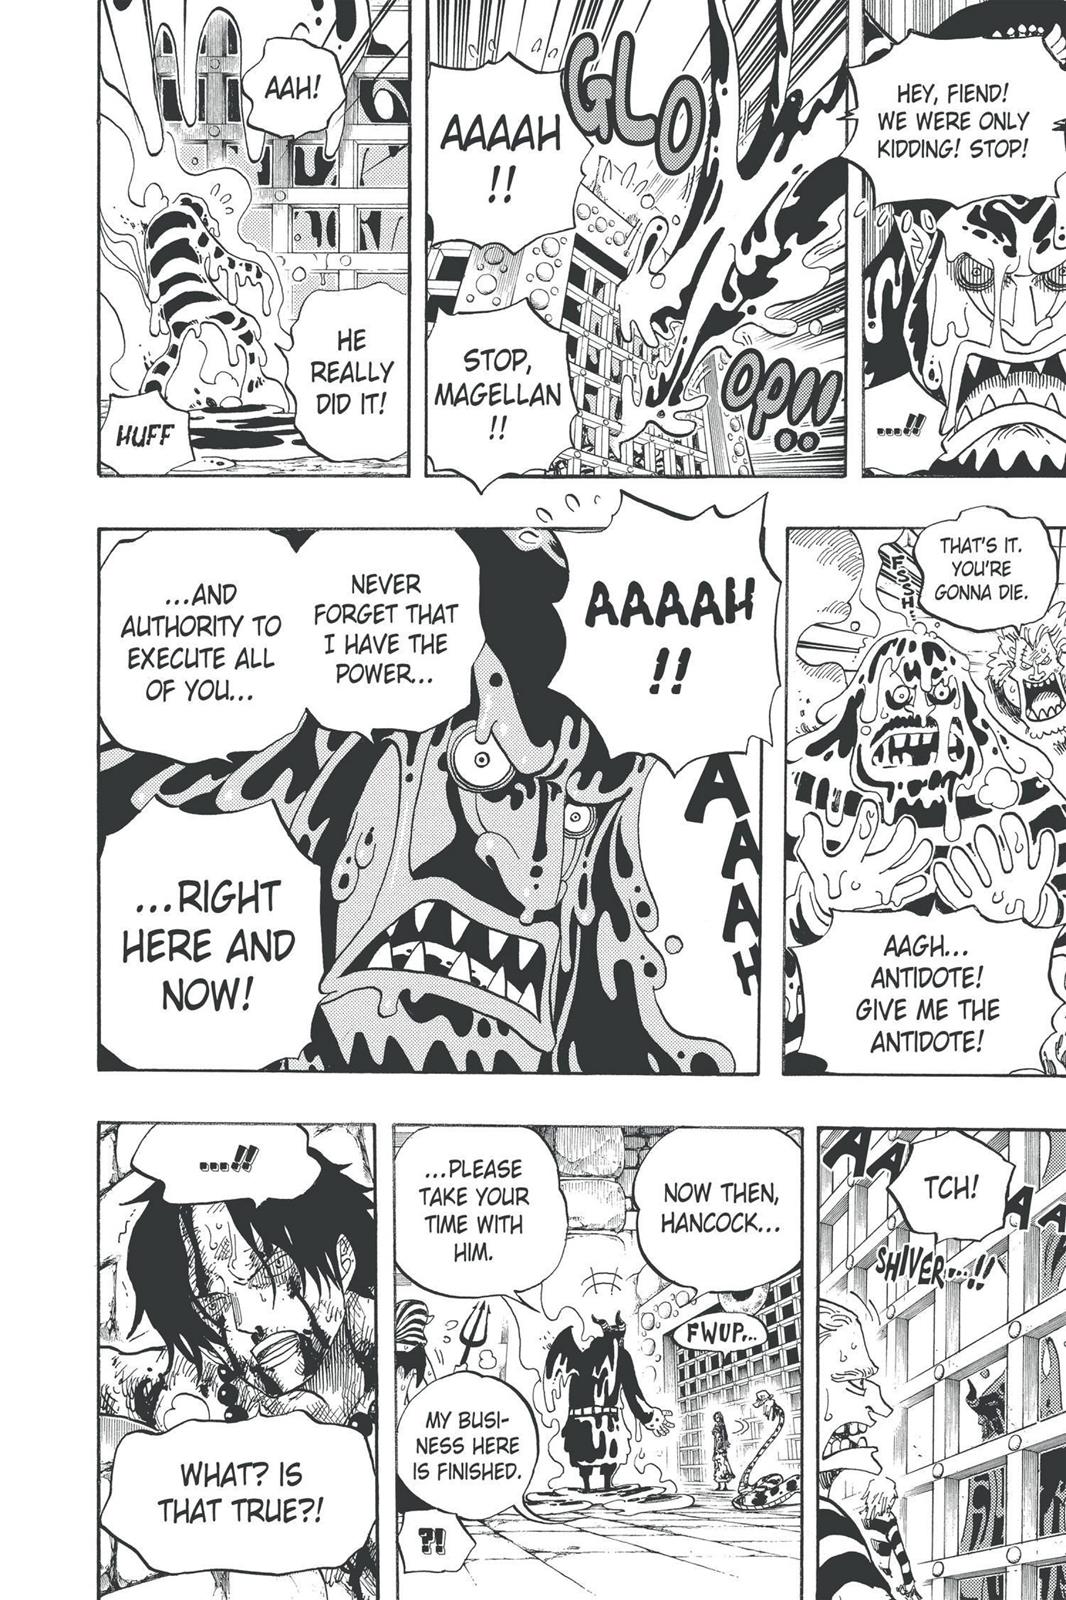 HEY, FIEND!
WE WERE ONLY
KIDDING! STOP!
...!!
GLO
OP!!
AAAAH
!!
STOP,
MAGELLAN
!!
AAH!
HE
REALLY
DID IT!
HUFF
THAT'S IT.
YOU'RE
GONNA DIE.
FSSH..
AAGH...
ANTIDOTE!
GIVE ME THE
ANTIDOTE!
AAAAH
!!
AAAAH
NEVER
FORGET THAT
I HAVE THE
POWER...
...AND
AUTHORITY TO
EXECUTE ALL
OF YOU...
...RIGHT
HERE AND
NOW!
AA AA
TCH!
SHIVER...!!
NOW THEN,
HANCOCK...
FWUP...
...PLEASE
TAKE YOUR
TIME WITH
HIM.
MY BUSI-
NESS HERE
IS FINISHED.
?!
...!!
WHAT? IS
THAT TRUE?!